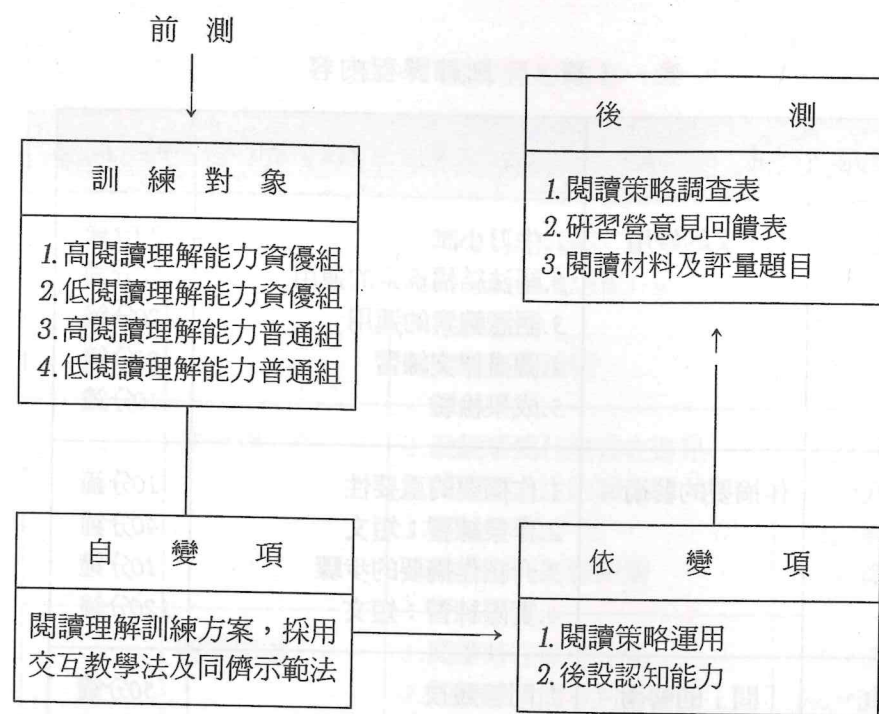 前測
訓練對象
1.高閱讀理解能力資優組
2.低閱讀理解能力資優組
3.高閱讀理解能力普通組
4.低閱讀理解能力普通組
自變項
閱讀理解訓練方案，採用
交互教學法及同儕示範法
依變項
1.閱讀策略運用
2.後設認知能力
後測
1.閱讀策略調查表
2.研習營意見回饋表
3.閱讀材料及評量題目